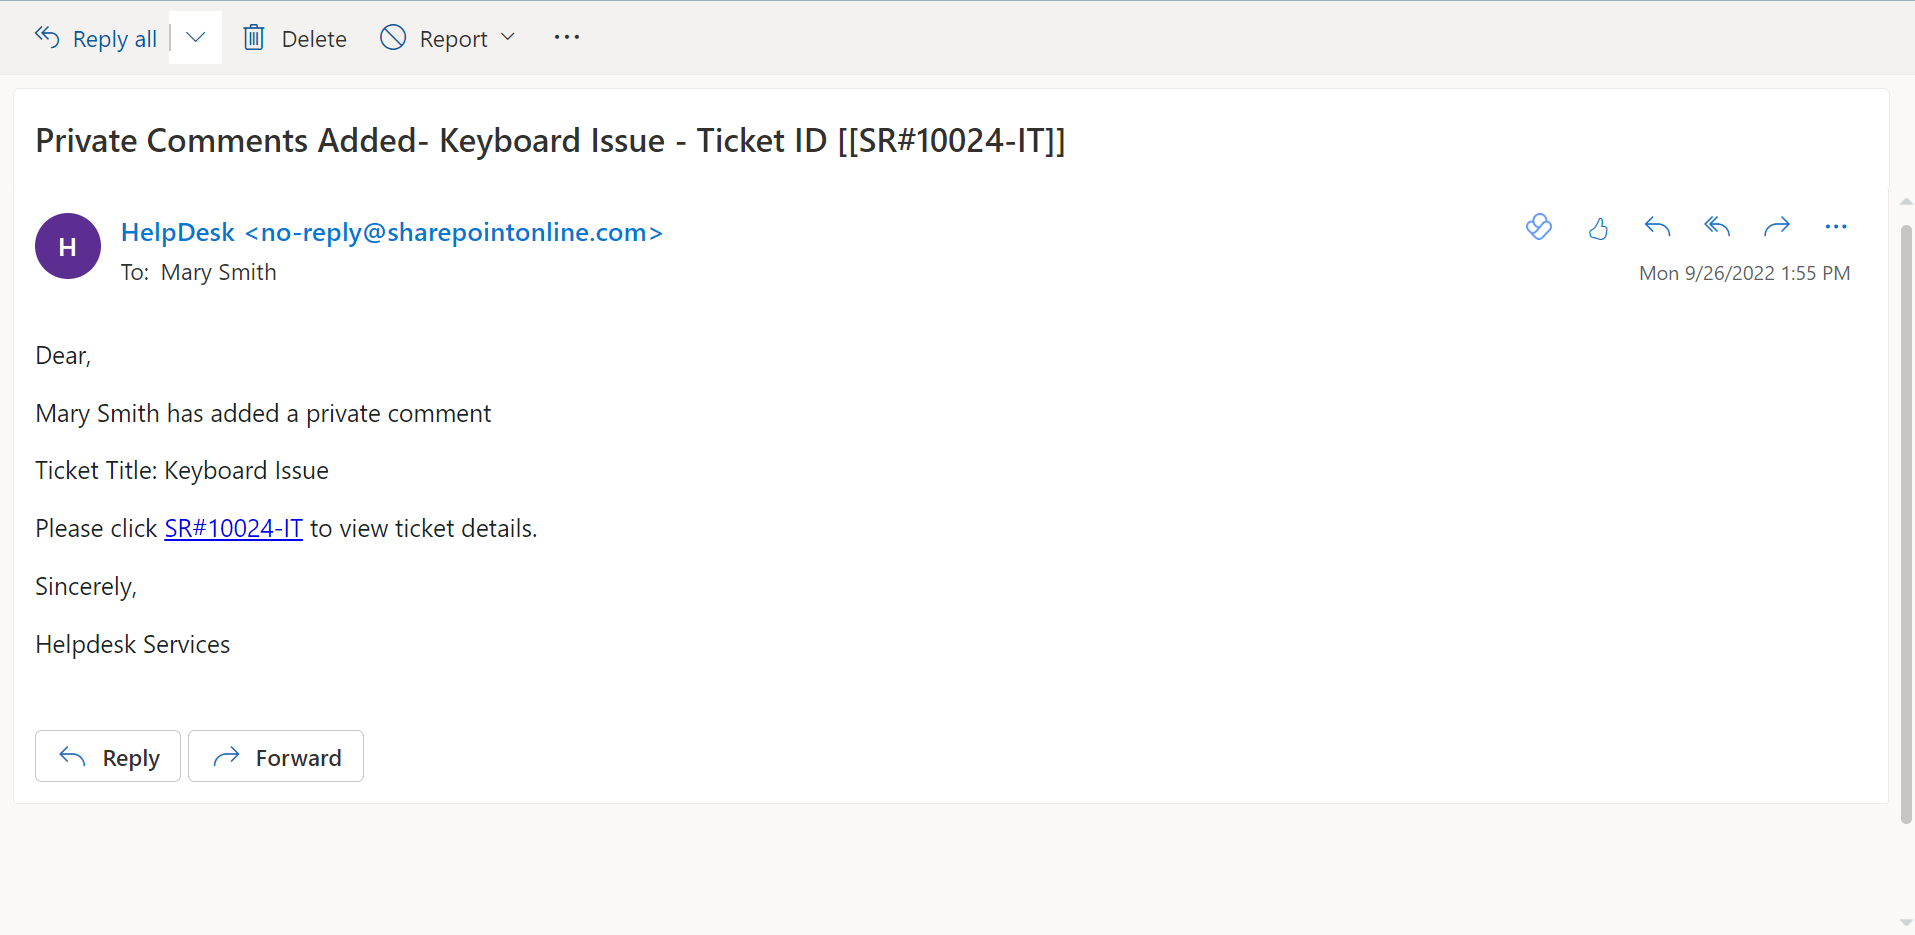 Reply all Delete Report
Private Comments Added- Keyboard Issue - Ticket ID [[SR#10024-IT]]
H
HelpDesk <no-reply@sharepointonline.com>
To: Mary Smith
Mon 9/26/2022 1:55 PM
Dear,
Mary Smith has added a private comment
Ticket Title: Keyboard Issue
Please click SR#10024-IT to view ticket details.
Sincerely,
Helpdesk Services
Reply Forward